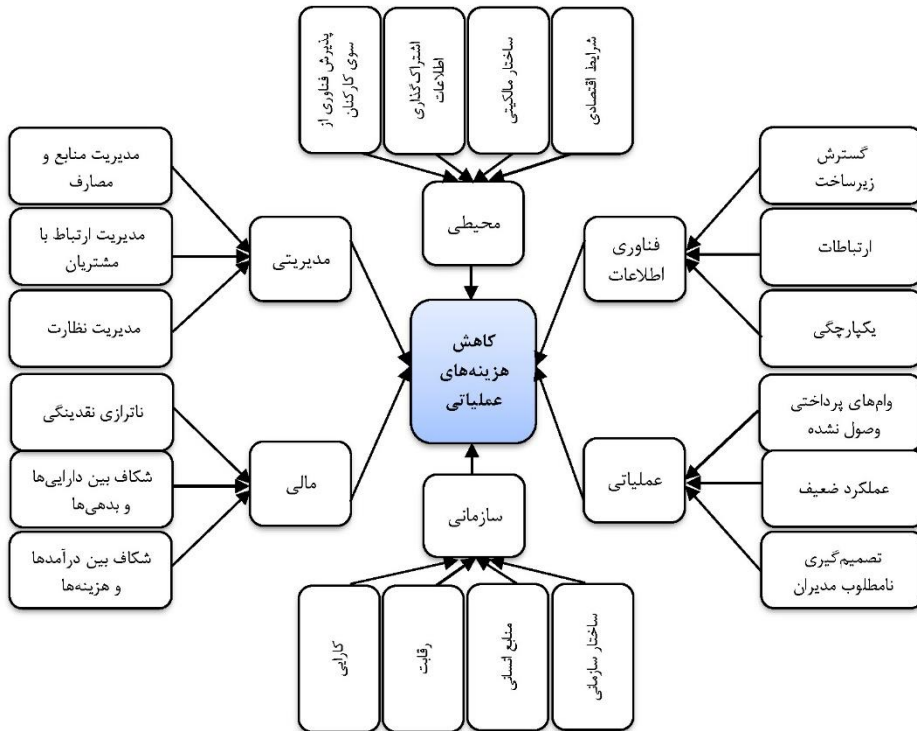 پذیرش فناوری از
سوی کارکنان
اشتراک‌گذاری
اطلاعات
ساختار مالکیتی
شرایط اقتصادی
محیطی
گسترش
زیرساخت
ارتباطات
یکپارچگی
فناوری
اطلاعات
مدیریت منابع و
مصارف
مدیریت ارتباط با
مشتریان
مدیریت نظارت
مدیریتی
کاهش
هزینه‌های
عملیاتی
وام‌های پرداختی
وصول نشده
عملکرد ضعیف
تصمیم‌گیری
نامطلوب مدیران
عملیاتی
ناترازی نقدینگی
شکاف بین دارایی‌ها
و بدهی‌ها
شکاف بین درآمدها
و هزینه‌ها
مالی
سازمانی
کارایی
رقابت
منابع انسانی
ساختار سازمانی